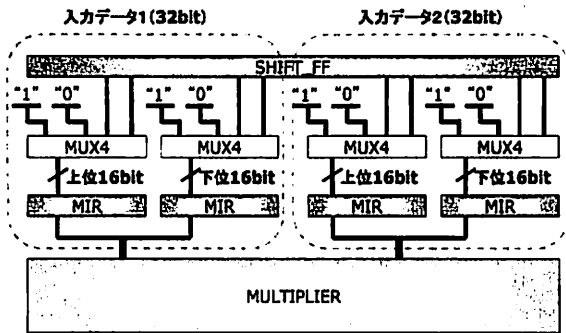 入力データ1(32bit) 入力データ2(32bit)
SHIFT_FF
"1" "0" "1" "0" "1" "0" "1" "0"
MUX4 MUX4 MUX4 MUX4
上位16bit 下位16bit 上位16bit 下位16bit
MIR MIR MIR MIR
MULTIPLIER